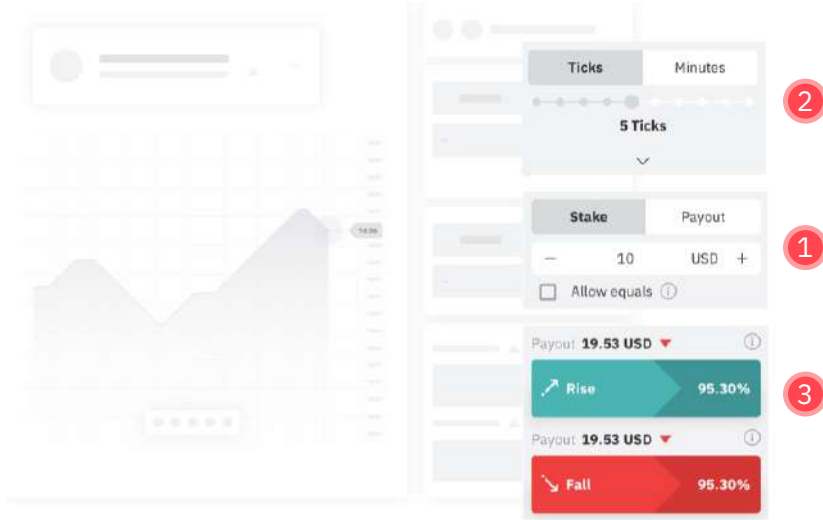 Ticks Minutes
2
5 Ticks
Stake Payout
1
− 10 USD +
Allow equals
Payout 19.53 USD
Rise 95.30%
3
Payout 19.53 USD
Fall 95.30%